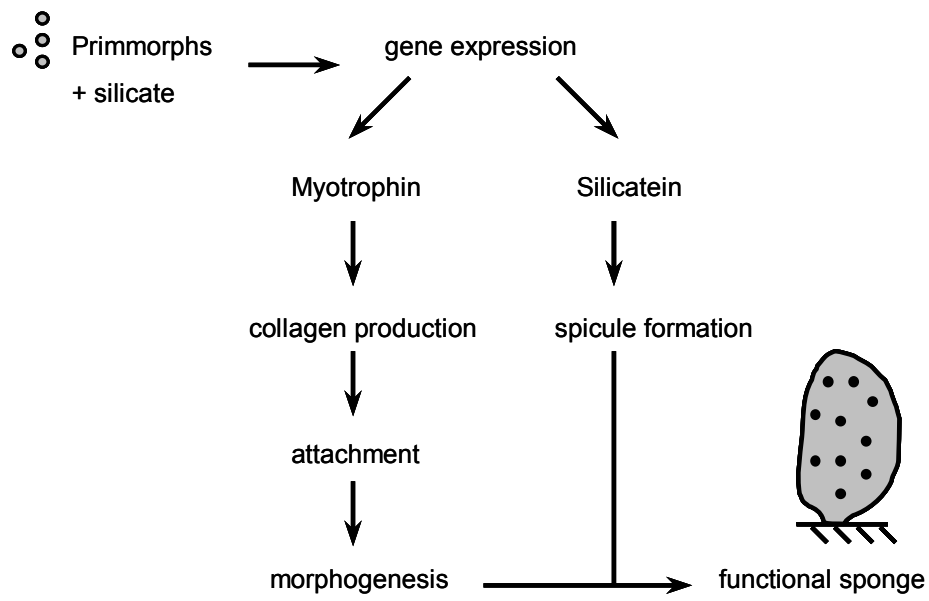 Primmorphs
+ silicate
gene expression
Myotrophin
Silicatein
collagen production
spicule formation
attachment
morphogenesis
functional sponge